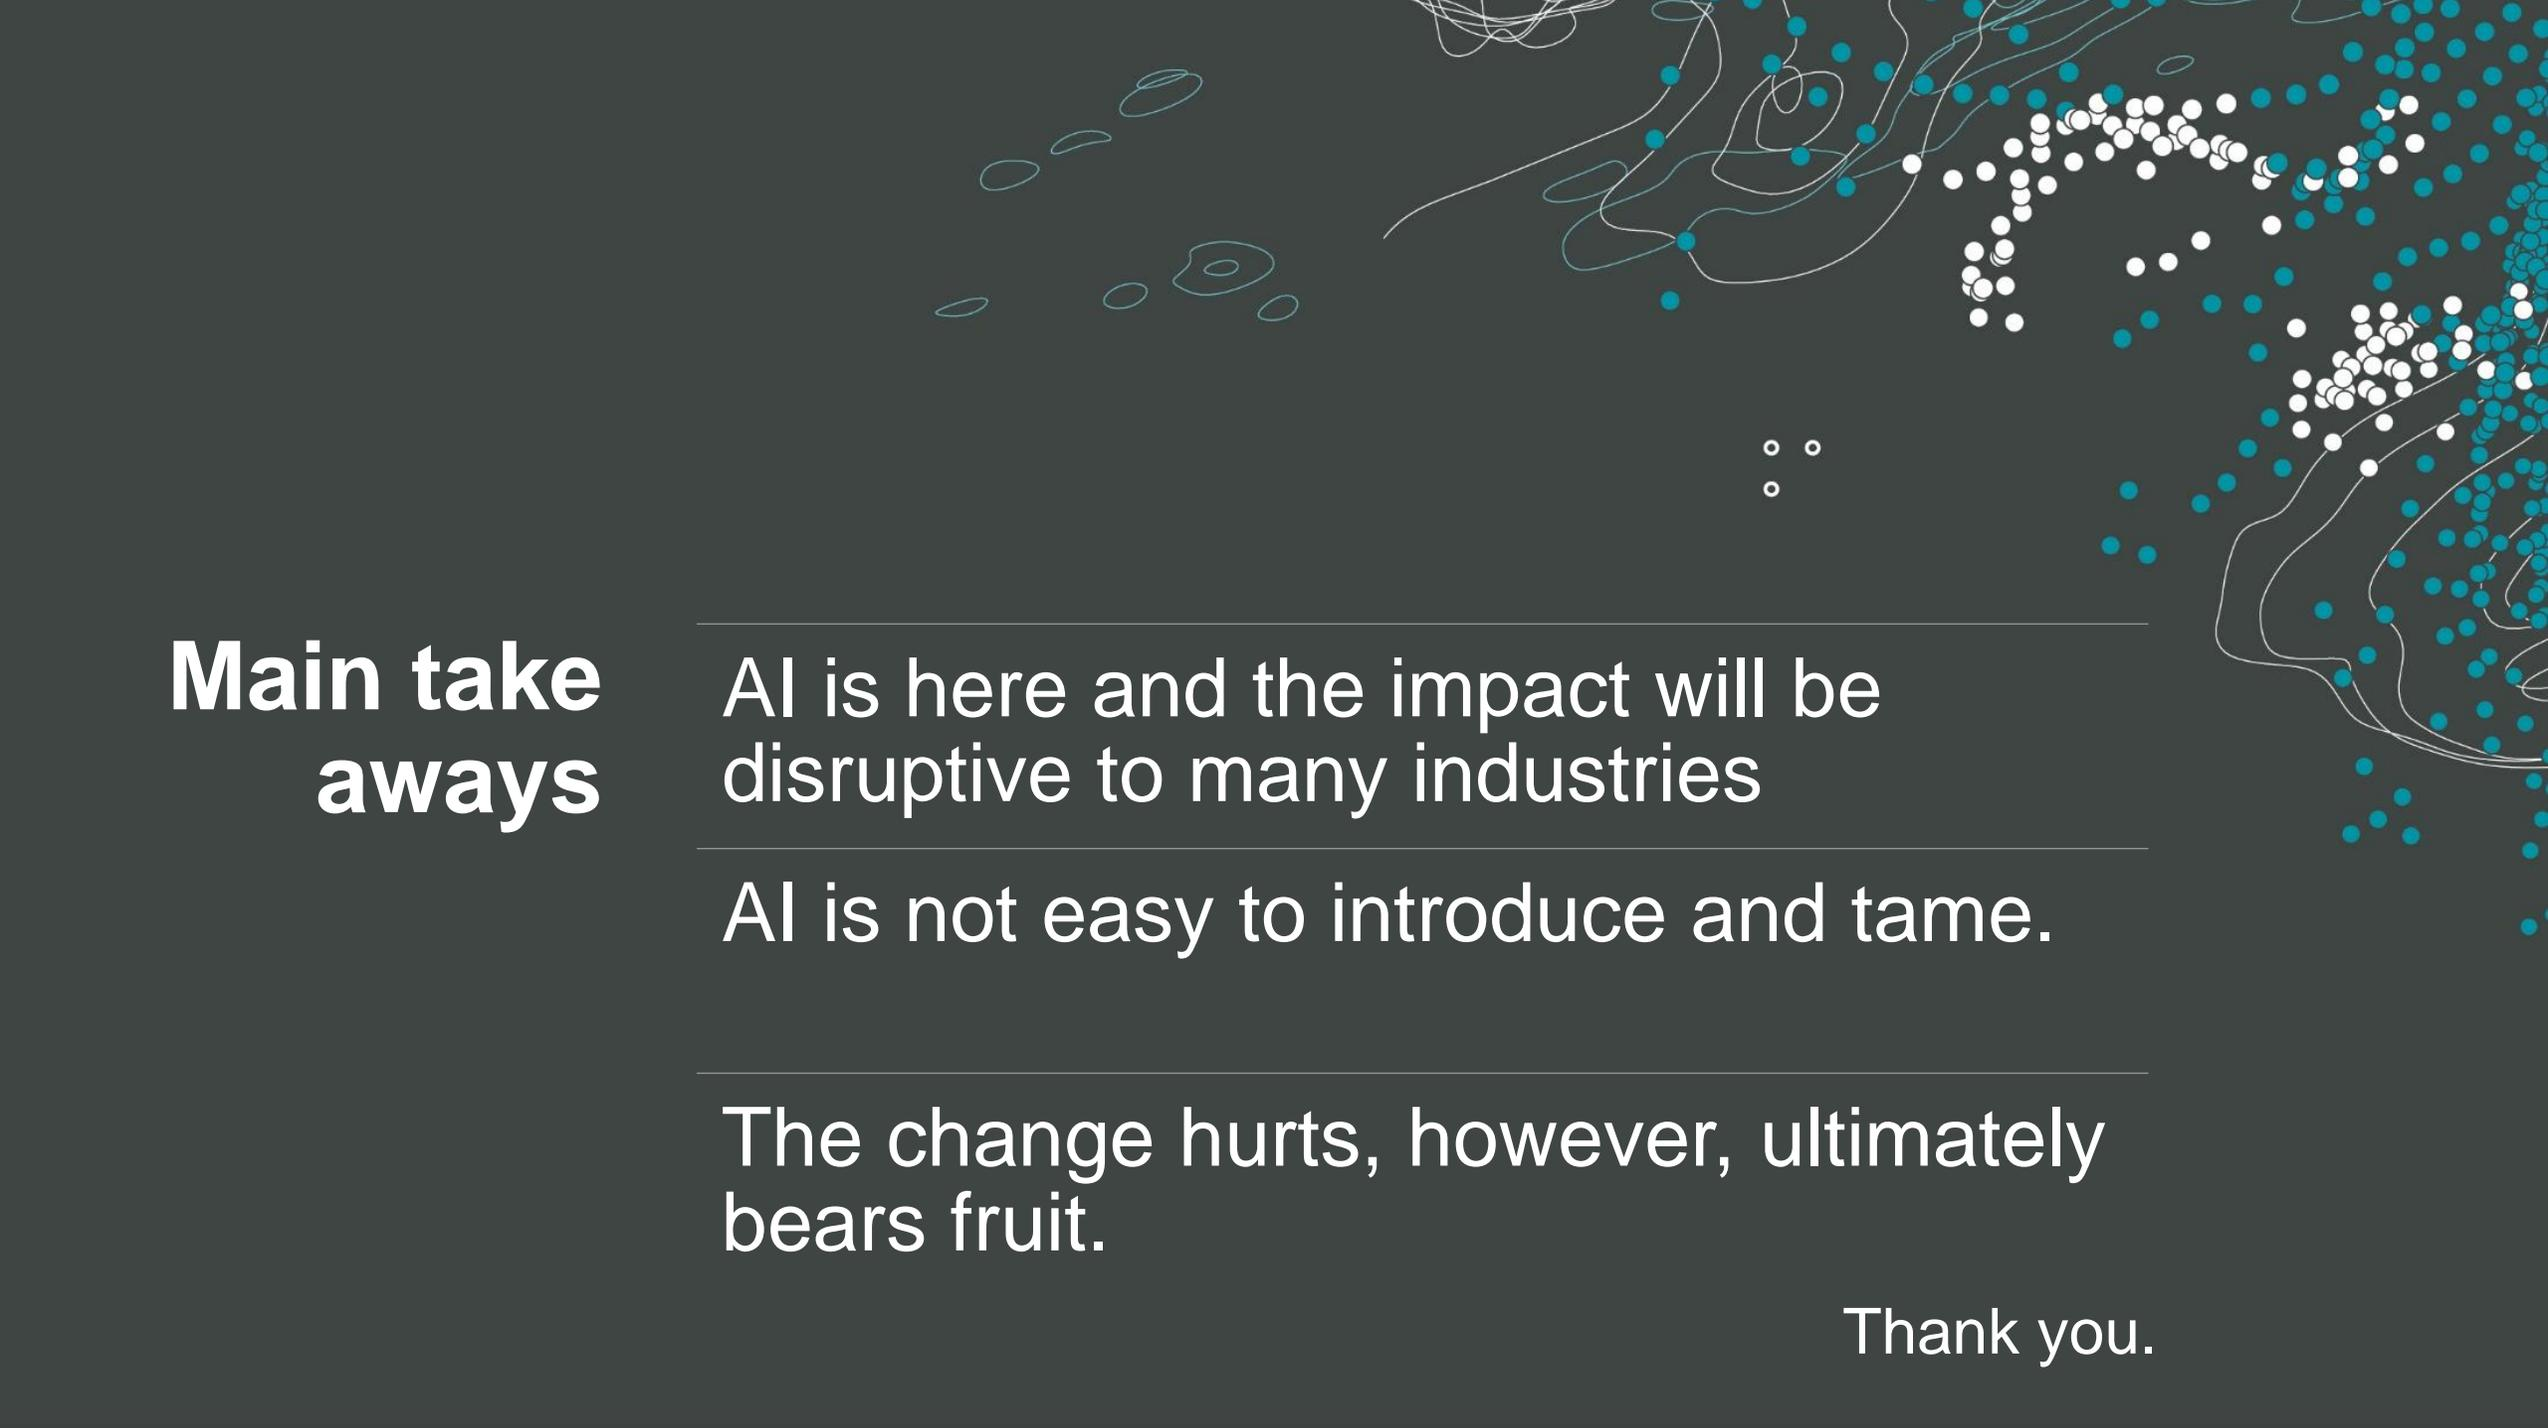 Main take
aways
AI is here and the impact will be
disruptive to many industries
AI is not easy to introduce and tame.
The change hurts, however, ultimately
bears fruit.
Thank you.